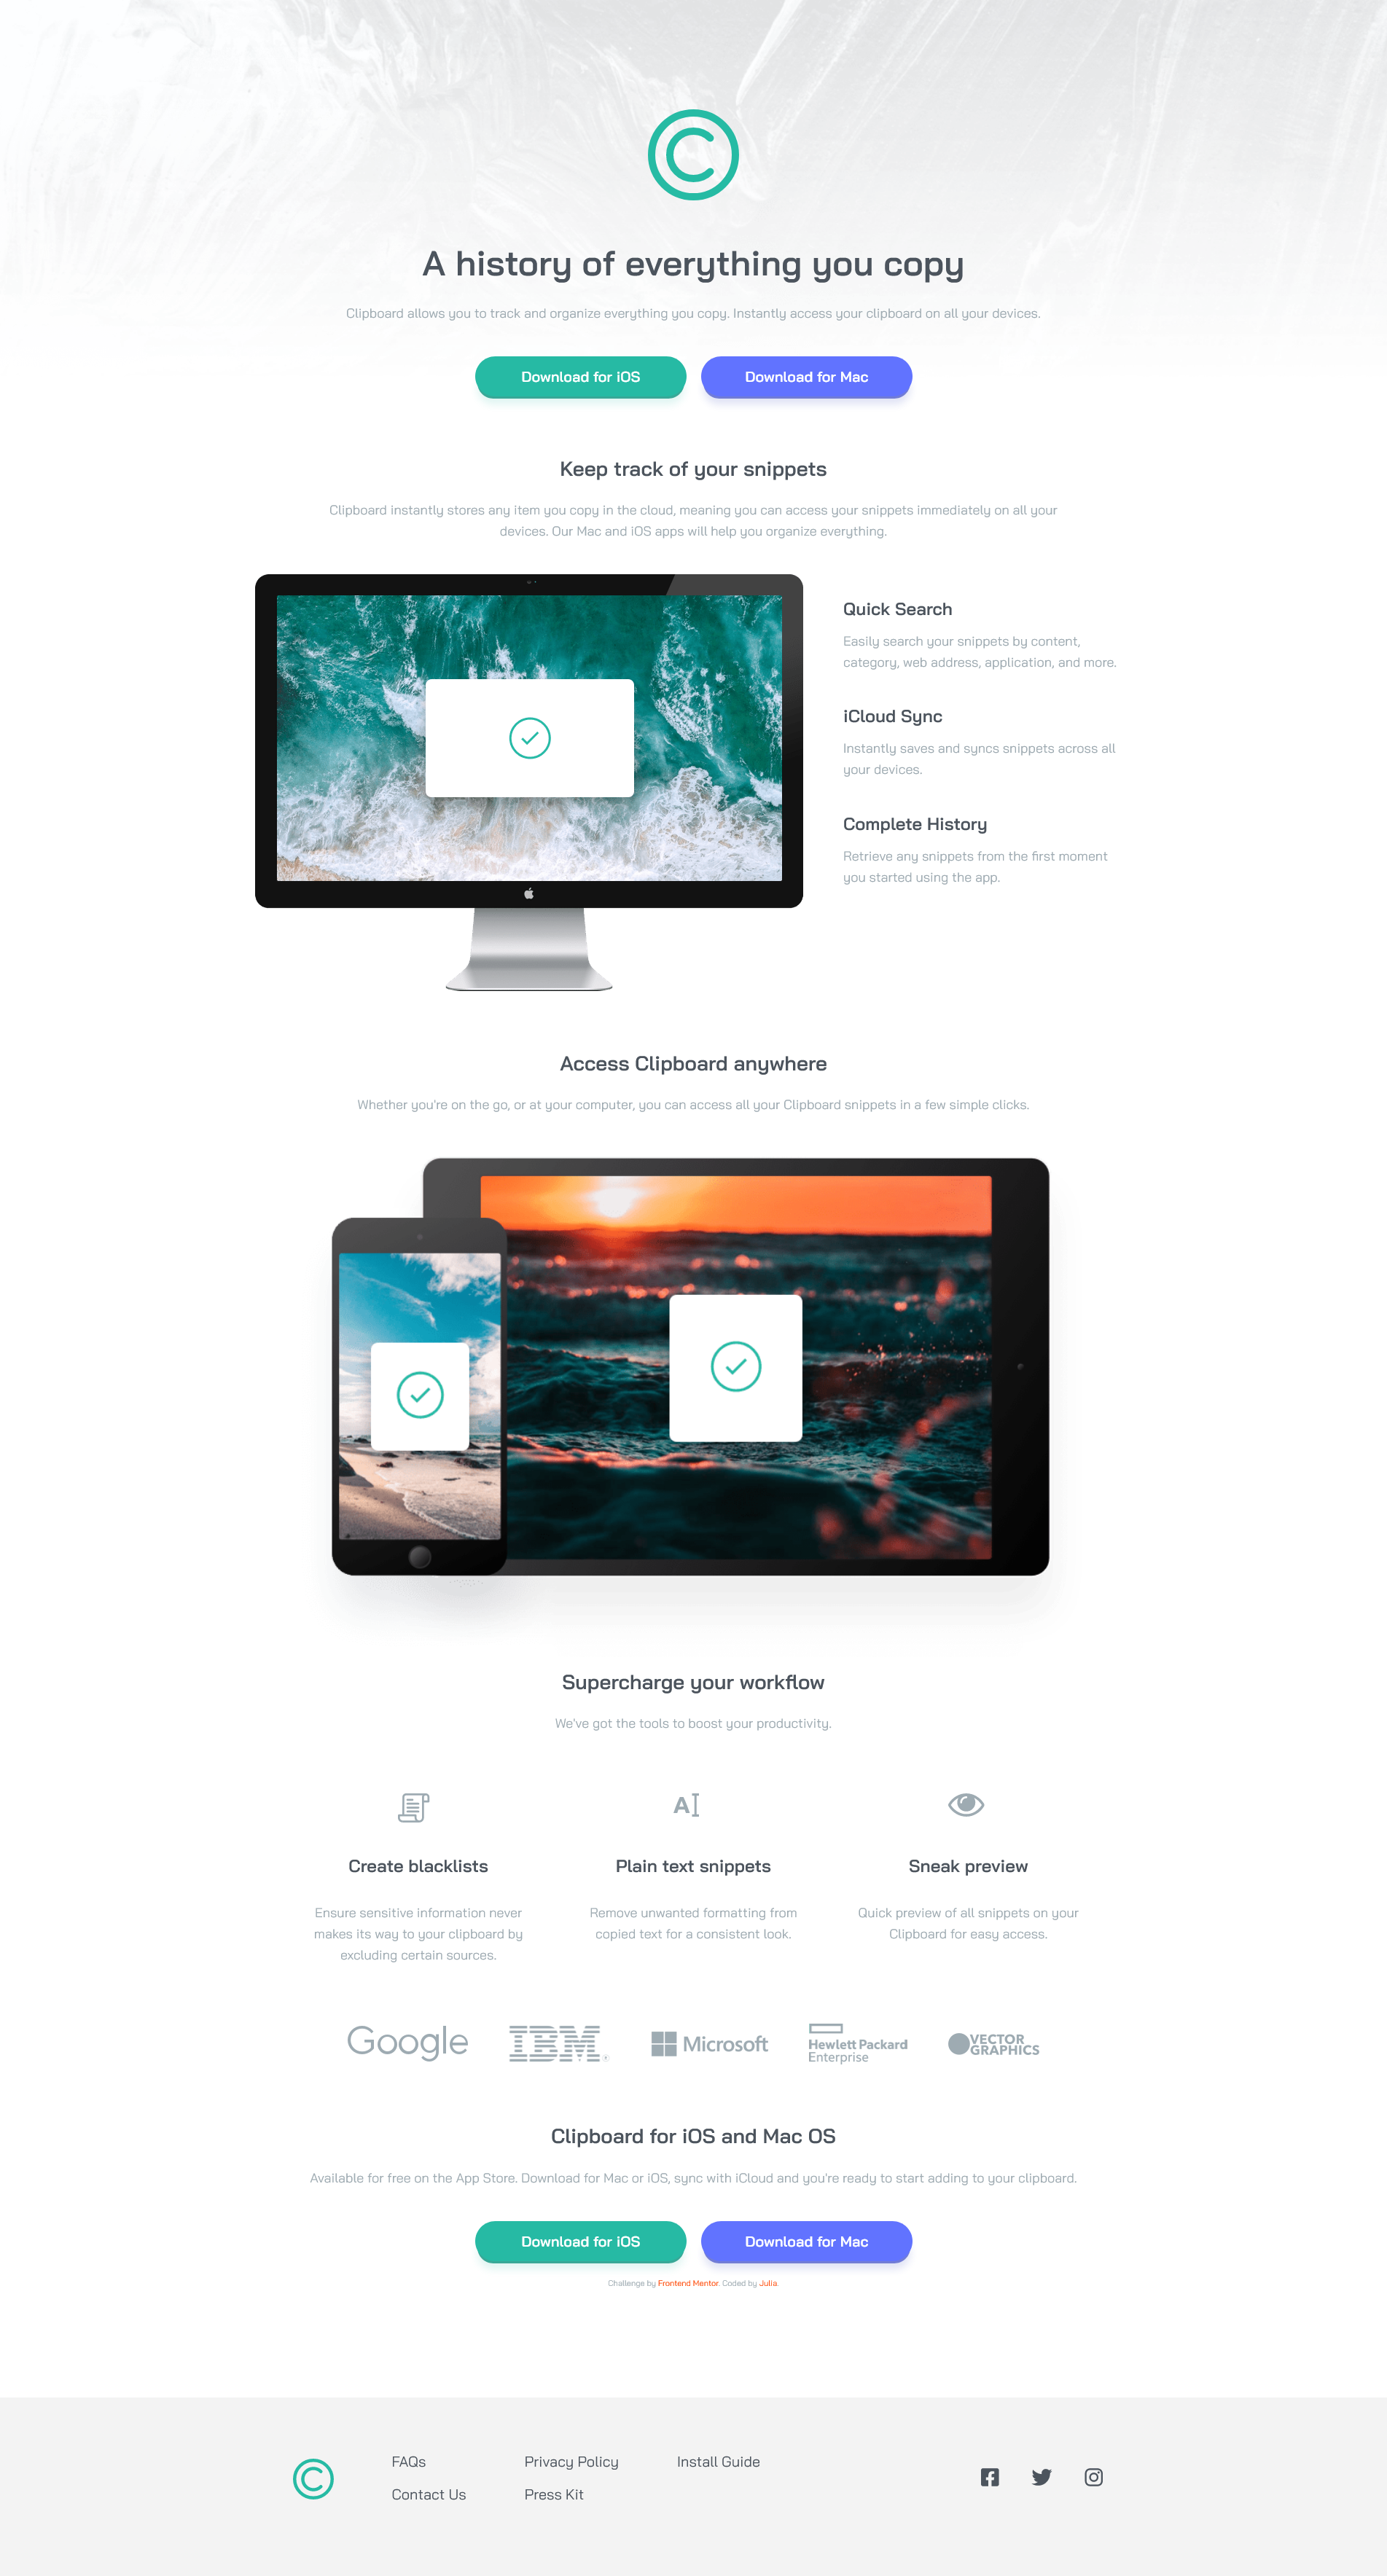 A history of everything you copy
Clipboard allows you to track and organize everything you copy. Instantly access your clipboard on all your devices.
Download for iOS
Download for Mac
Keep track of your snippets
Clipboard instantly stores any item you copy in the cloud, meaning you can access your snippets immediately on all your
devices. Our Mac and iOS apps will help you organize everything.
Quick Search
Easily search your snippets by content,
category, web address, application, and more.
iCloud Sync
Instantly saves and syncs snippets across all
your devices.
Complete History
Retrieve any snippets from the first moment
you started using the app.
Access Clipboard anywhere
Whether you're on the go, or at your computer, you can access all your Clipboard snippets in a few simple clicks.
Supercharge your workflow
We've got the tools to boost your productivity.
A
Create blacklists
Ensure sensitive information never
makes its way to your clipboard by
excluding certain sources.
Plain text snippets
Remove unwanted formatting from
copied text for a consistent look.
Sneak preview
Quick preview of all snippets on your
Clipboard for easy access.
Google
IBM
Microsoft
Hewlett Packard
Enterprise
VECTOR
GRAPHICS
Clipboard for iOS and Mac OS
Available for free on the App Store. Download for Mac or iOS, sync with iCloud and you're ready to start adding to your clipboard.
Download for iOS
Download for Mac
Challenge by Frontend Mentor. Coded by Julia.
FAQs
Contact Us
Privacy Policy
Press Kit
Install Guide